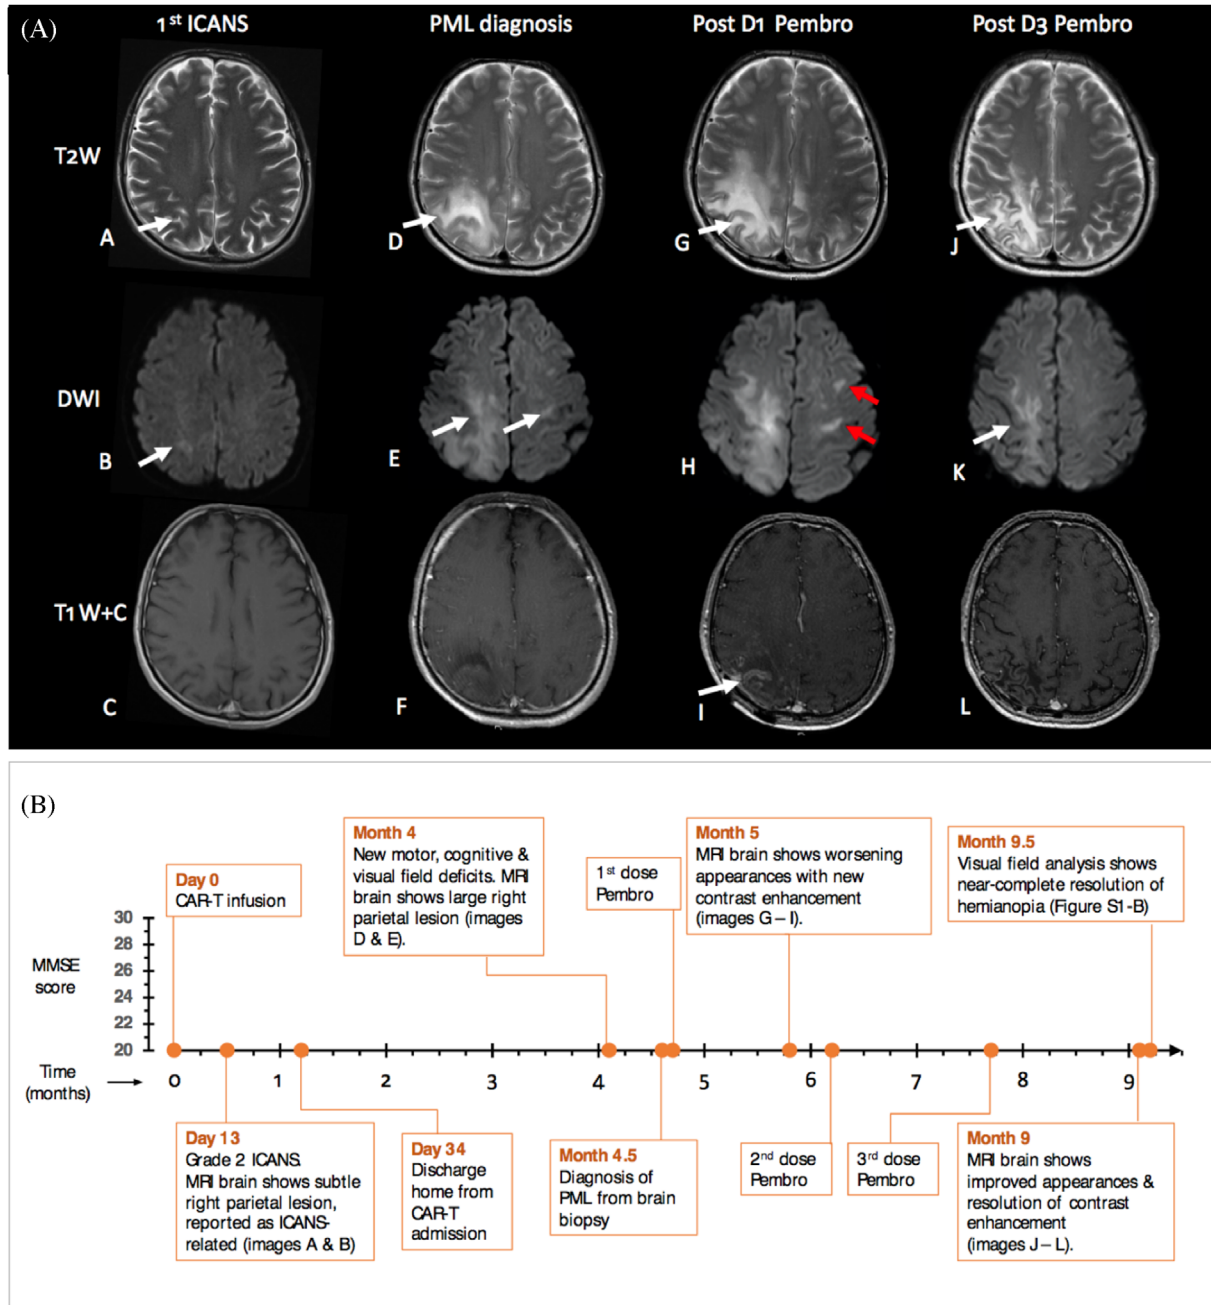 (A)
1st ICANS
PML diagnosis
Post D1 Pembro
Post D3 Pembro
T2W
A
D
G
J
DWI
B
E
H
K
T1 W+C
C
F
I
L
(B)
Day 0
CAR-T infusion
Month 4
New motor, cognitive &
visual field deficits. MRI
brain shows large right
parietal lesion (images
D & E).
1st dose
Pembro
Month 5
MRI brain shows worsening
appearances with new
contrast enhancement
(images G – I).
Month 9.5
Visual field analysis shows
near-complete resolution of
hemianopia (Figure S1-B)
MMSE
score
30
28
26
24
22
20
Time
(months)
0 1 2 3 4 5 6 7 8 9
Day 13
Grade 2 ICANS.
MRI brain shows subtle
right parietal lesion,
reported as ICANS-
related (images A & B)
Day 34
Discharge
home from
CAR-T
admission
Month 4.5
Diagnosis of
PML from brain
biopsy
2nd dose
Pembro
3rd dose
Pembro
Month 9
MRI brain shows
improved appearances &
resolution of contrast
enhancement
(images J – L).